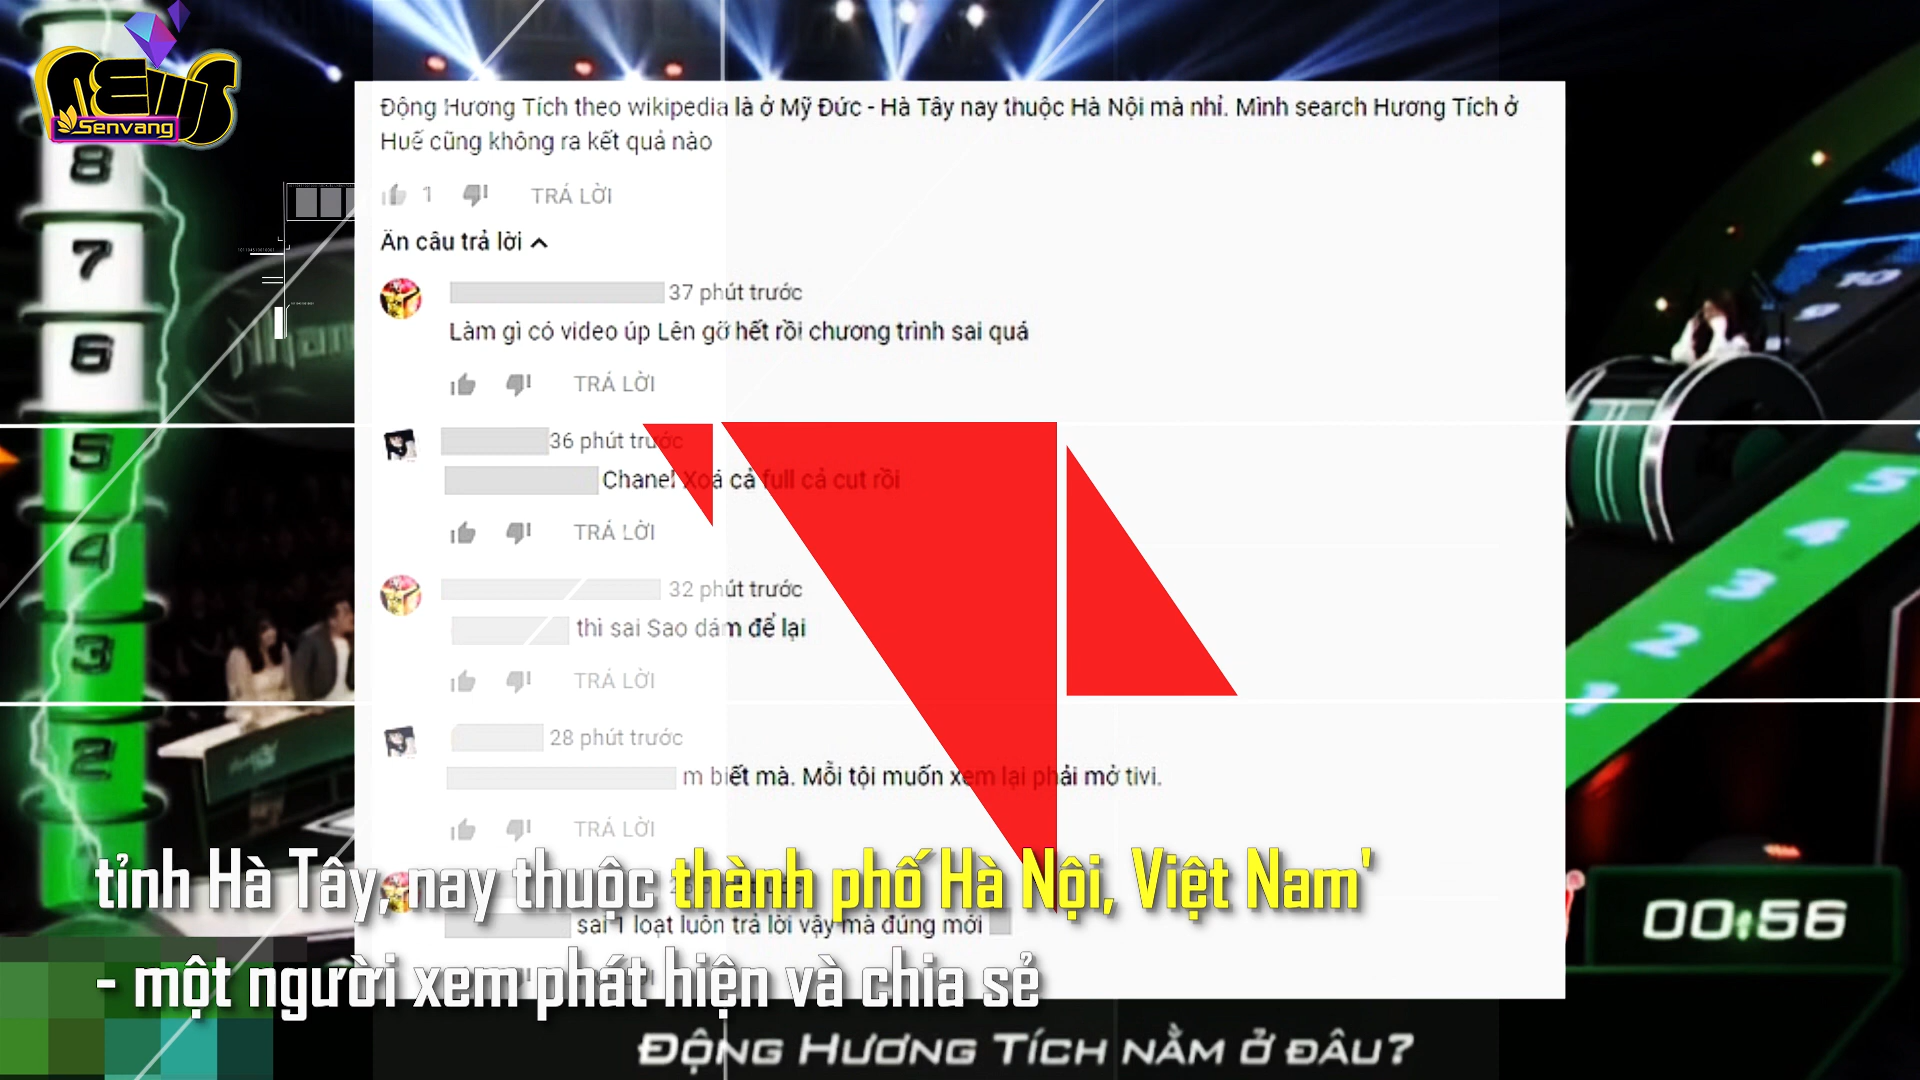 NEWS
Senvang
8
7
6
5
4
3
2
Động Hương Tích theo wikipedia là ở Mỹ Đức - Hà Tây nay thuộc Hà Nội mà nhỉ. Mình search Hương Tích ở
Huế cũng không ra kết quả nào
1 TRẢ LỜI
Ẩn câu trả lời
37 phút trước
Làm gì có video úp Lên gỡ hết rồi chương trình sai quá
TRẢ LỜI
36 phút trước
Chanel Xoá cả full cả cut rồi
TRẢ LỜI
32 phút trước
thì sai Sao dám để lại
TRẢ LỜI
28 phút trước
m biết mà. Mỗi tội muốn xem lại phải mở tivi.
TRẢ LỜI
sai 1 loạt luôn trả lời vậy mà đúng mới
tỉnh Hà Tây, nay thuộc thành phố Hà Nội, Việt Nam'
- một người xem phát hiện và chia sẻ
10
9
5
4
3
2
1
00:56
ĐỘNG HƯƠNG TÍCH NẰM Ở ĐÂU?